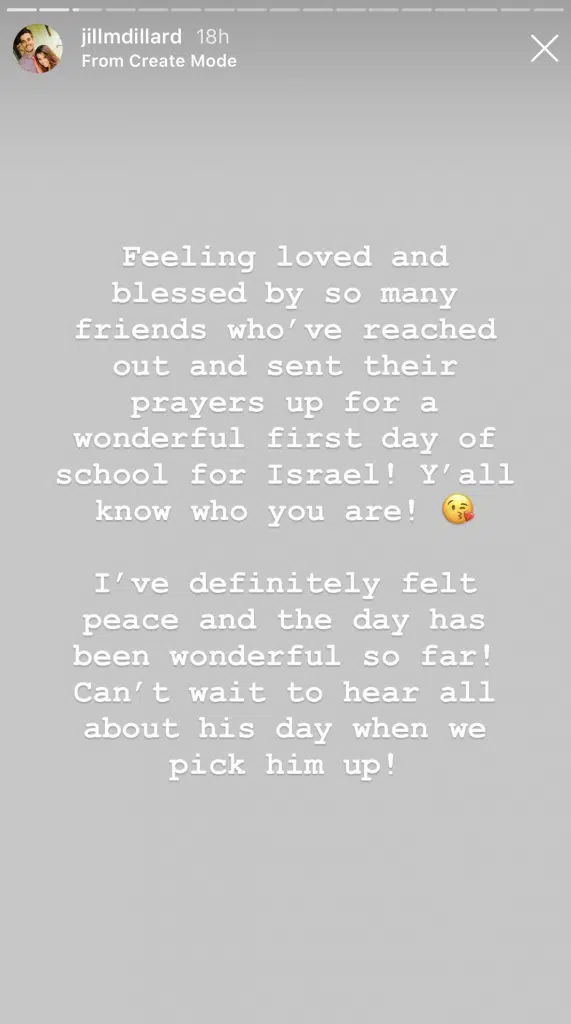 jillmdillard 18h
From Create Mode
Feeling loved and
blessed by so many
friends who’ve reached
out and sent their
prayers up for a
wonderful first day of
school for Israel! Y’all
know who you are! 😘
I’ve definitely felt
peace and the day has
been wonderful so far!
Can’t wait to hear all
about his day when we
pick him up!